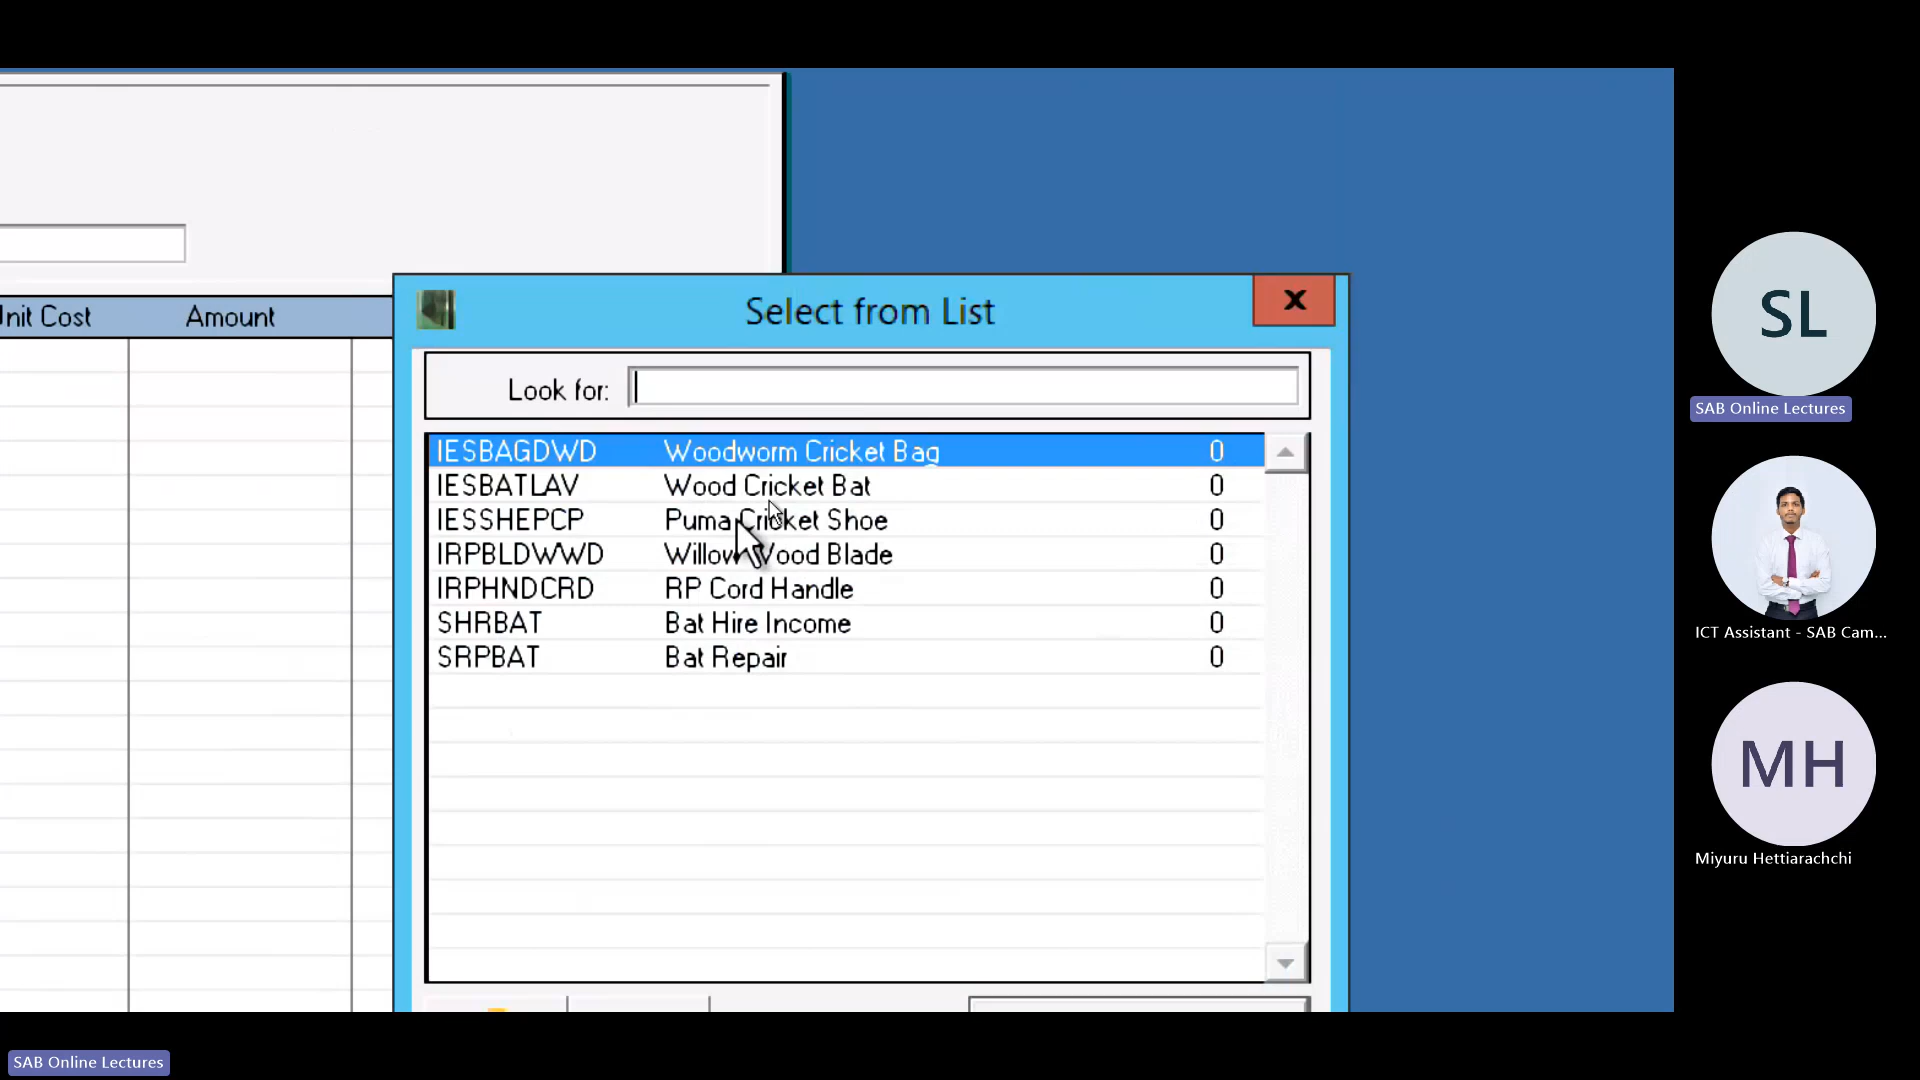 Unit Cost Amount
Select from List
x
Look for:
IESBAGDWD Woodworm Cricket Bag 0
IESBATLAV Wood Cricket Bat 0
IESSHEPCP Puma Cricket Shoe 0
IRPBLDWWD Willow Wood Blade 0
IRPHNDCRD RP Cord Handle 0
SHRBAT Bat Hire Income 0
SRPBAT Bat Repair 0
SL
SAB Online Lectures
ICT Assistant - SAB Cam...
MH
Miyuru Hettiarachchi
SAB Online Lectures